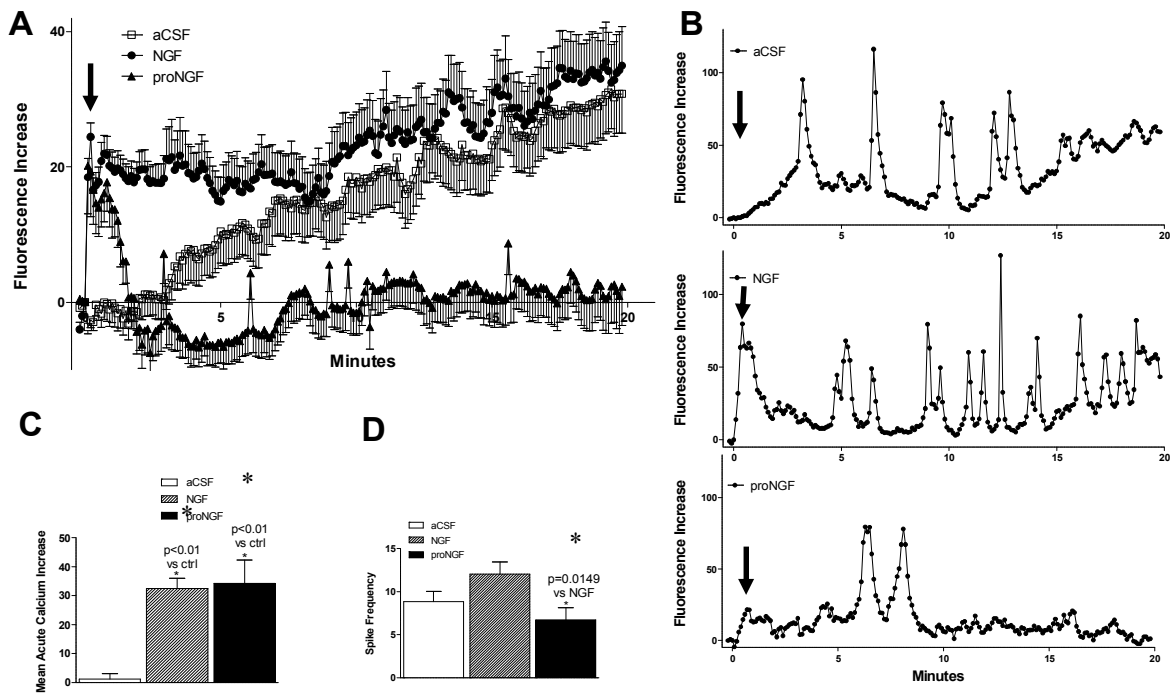 A
Fluorescence Increase
40
20
0
aCSF
NGF
proNGF
5
15
20
Minutes
B
Fluorescence Increase
100
50
0
aCSF
0
5
10
15
20
Fluorescence Increase
100
50
0
NGF
0
5
10
15
20
Fluorescence Increase
100
50
0
proNGF
0
5
10
15
20
Minutes
C
Mean Acute Calcium Increase
50
40
30
20
10
0
*
aCSF
NGF
*
proNGF
p<0.01
vs ctrl
*
p<0.01
vs ctrl
*
D
Spike Frequency
15
10
5
0
aCSF
NGF
proNGF
*
p=0.0149
vs NGF
*